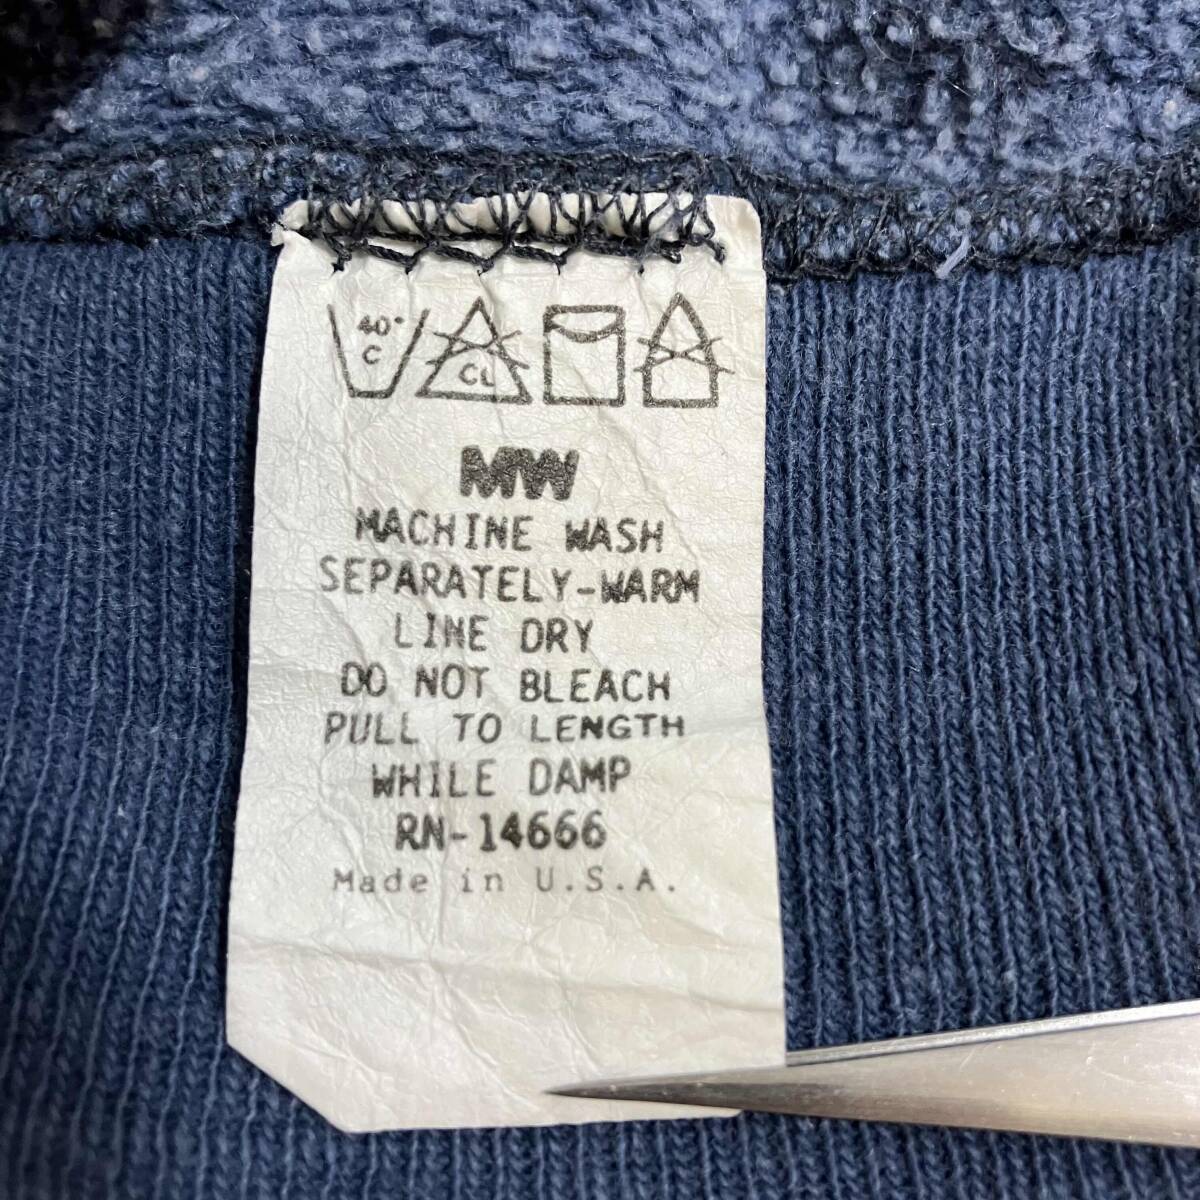 40° C
CL
MW
MACHINE WASH
SEPARATELY-WARM
LINE DRY
DO NOT BLEACH
PULL TO LENGTH
WHILE DAMP
RN-14666
Made in U.S.A.